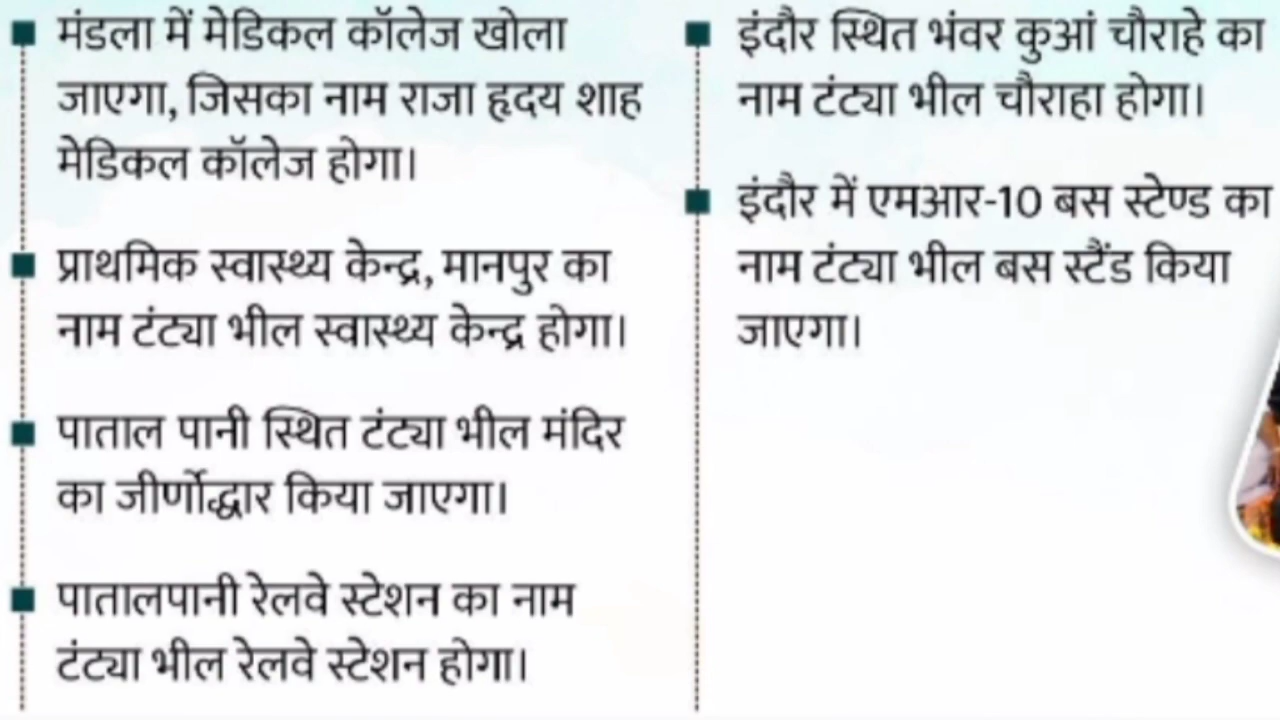 मंडला में मेडिकल कॉलेज खोला
जाएगा, जिसका नाम राजा हृदय शाह
मेडिकल कॉलेज होगा।
प्राथमिक स्वास्थ्य केन्द्र, मानपुर का
नाम टंट्या भील स्वास्थ्य केन्द्र होगा।
पाताल पानी स्थित टंट्या भील मंदिर
का जीर्णोद्धार किया जाएगा।
पातालपानी रेलवे स्टेशन का नाम
टंट्या भील रेलवे स्टेशन होगा।
इंदौर स्थित भंवर कुआं चौराहे का
नाम टंट्या भील चौराहा होगा।
इंदौर में एमआर-10 बस स्टेण्ड का
नाम टंट्या भील बस स्टैंड किया
जाएगा।